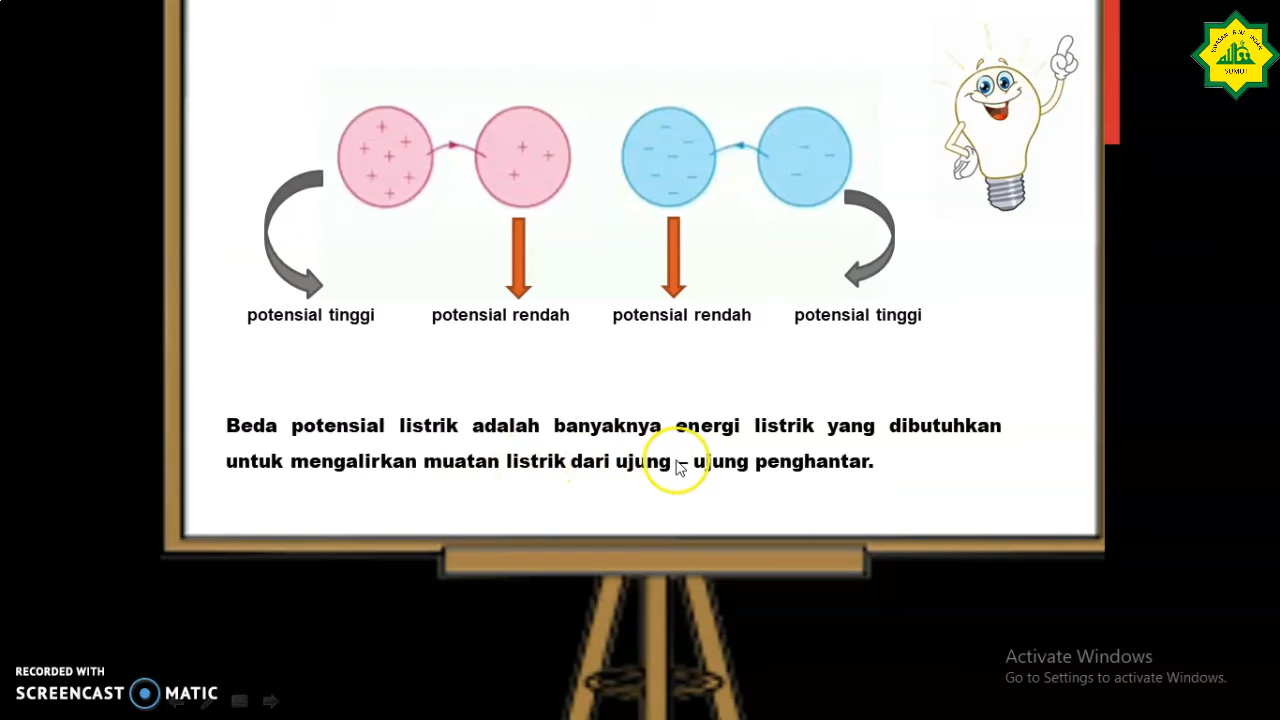 SUMUT
potensial tinggi
potensial rendah
potensial rendah
potensial tinggi
Beda potensial listrik adalah banyaknya energi listrik yang dibutuhkan
untuk mengalirkan muatan listrik dari ujung – ujung penghantar.
Activate Windows
Go to Settings to activate Windows.
RECORDED WITH
SCREENCAST MATIC